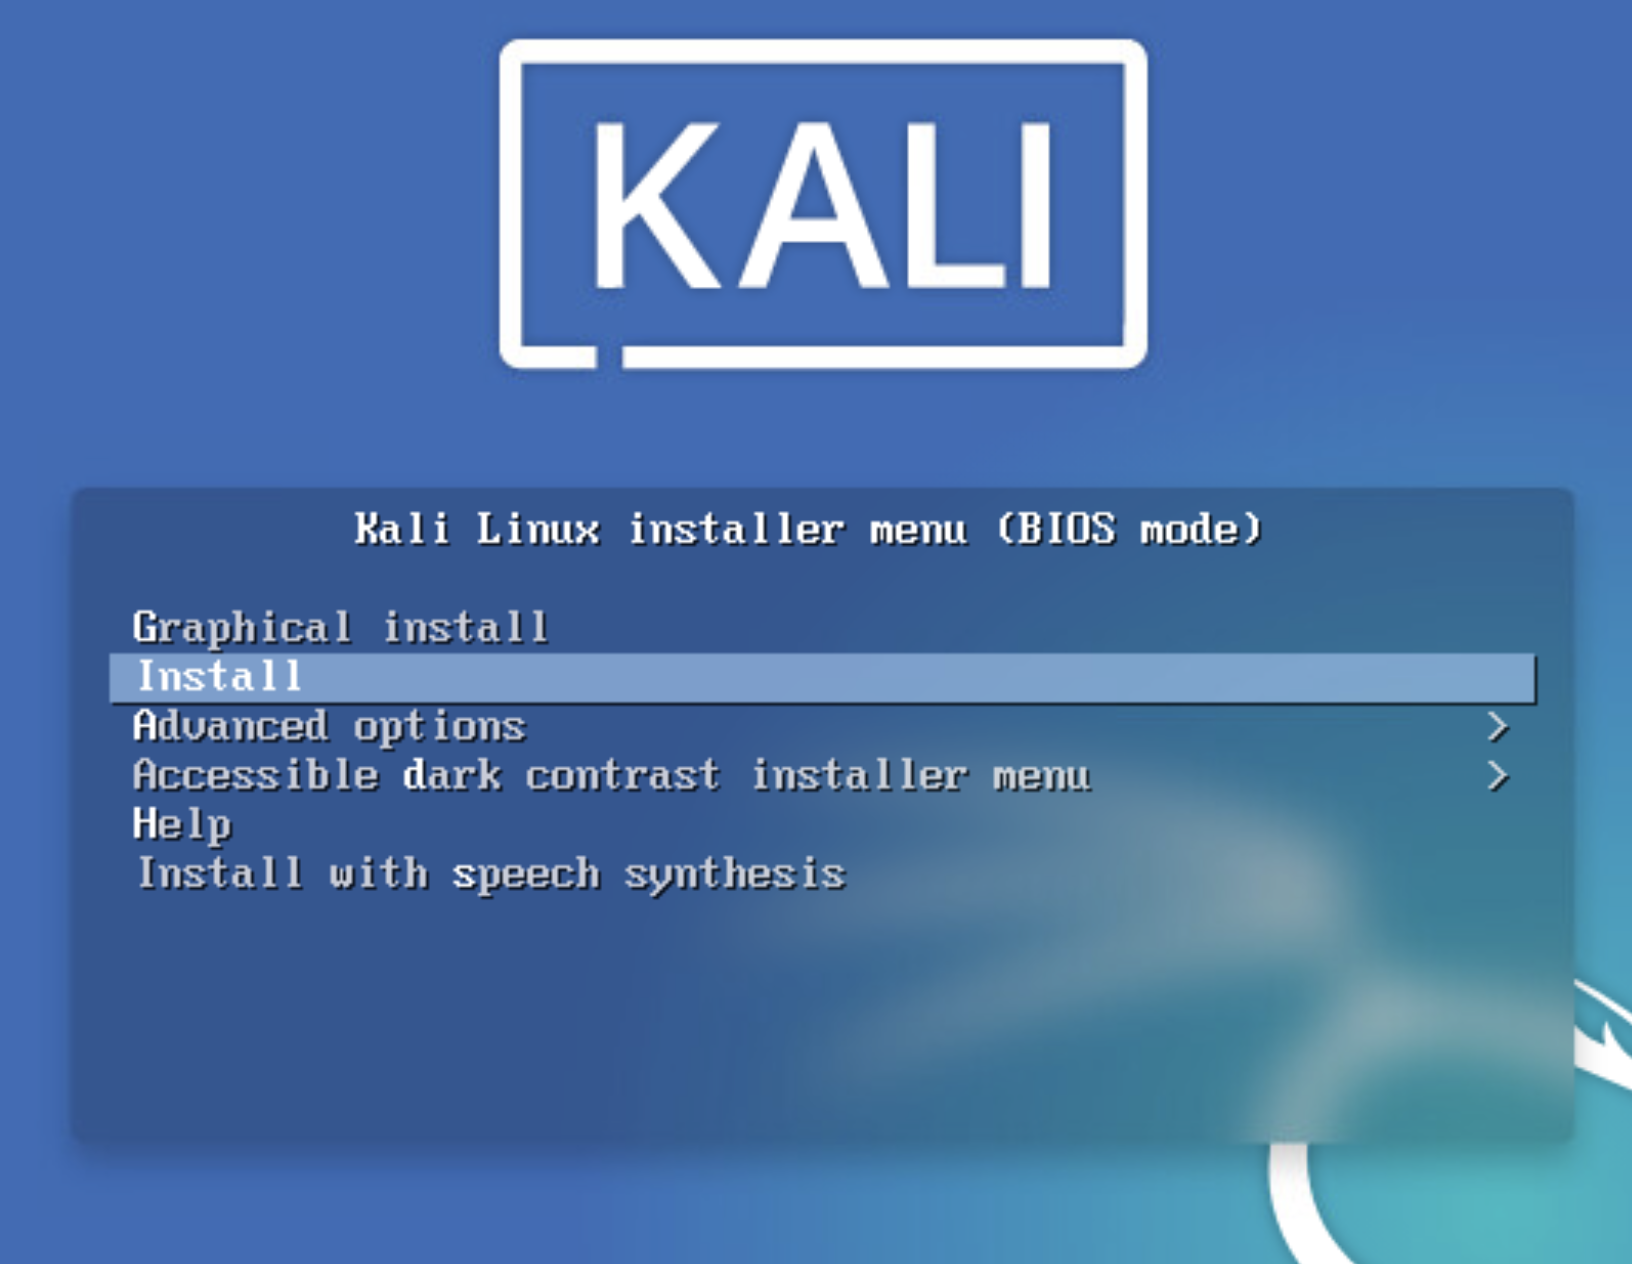 KALI
Kali Linux installer menu (BIOS mode)
Graphical install
Install
Advanced options >
Accessible dark contrast installer menu >
Help
Install with speech synthesis